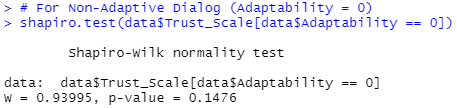 > # For Non-Adaptive Dialog (Adaptability = 0)
> shapiro.test(data$Trust_Scale[data$Adaptability == 0])
Shapiro-Wilk normality test
data:  data$Trust_Scale[data$Adaptability == 0]
W = 0.93995, p-value = 0.1476